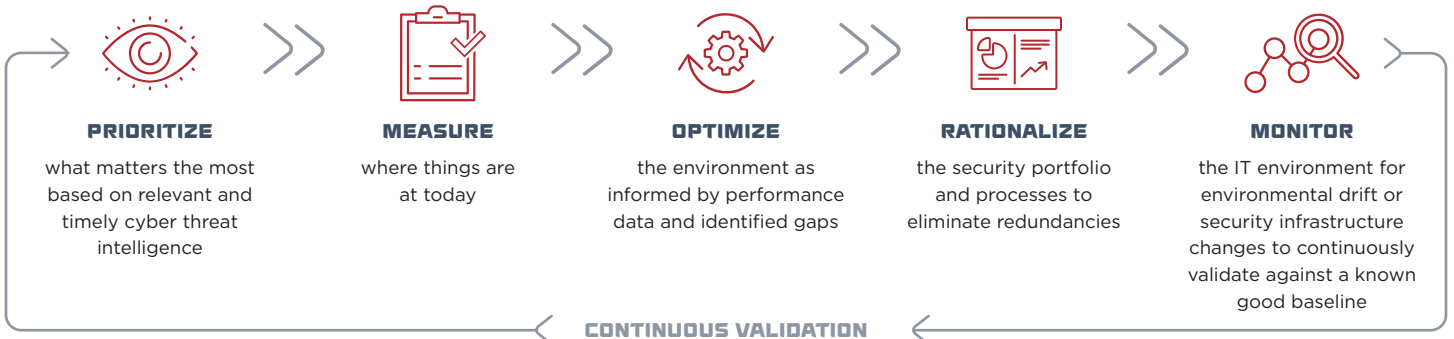 PRIORITIZE
what matters the most
based on relevant and
timely cyber threat
intelligence
MEASURE
where things are
at today
OPTIMIZE
the environment as
informed by performance
data and identified gaps
RATIONALIZE
the security portfolio
and processes to
eliminate redundancies
MONITOR
the IT environment for
environmental drift or
security infrastructure
changes to continuously
validate against a known
good baseline
CONTINUOUS VALIDATION